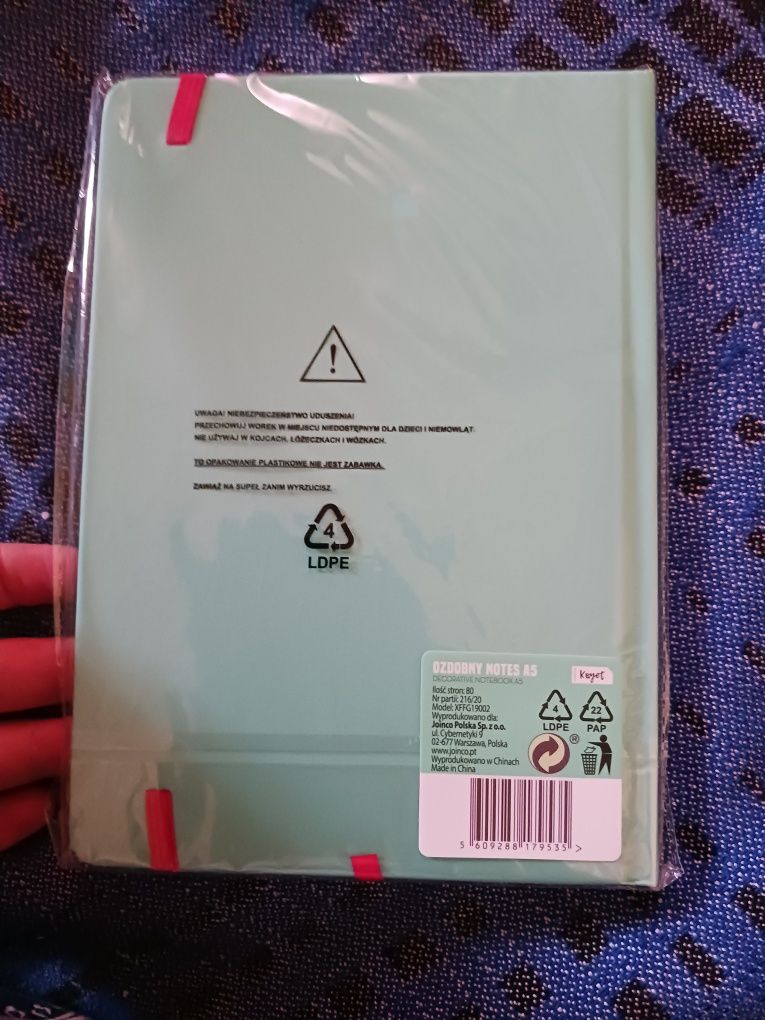 UWAGA! NIEBEZPIECZEŃSTWO UDUSZENIA!
PRZECHOWUJ WOREK W MIEJSCU NIEDOSTĘPNYM DLA DZIECI I NIEMOWLĄT.
NIE UŻYWAJ W KOJCACH, ŁÓŻECZKACH I WÓZKACH.
TO OPAKOWANIE PLASTIKOWE NIE JEST ZABAWKĄ.
ZAWIĄŻ NA SUPEŁ ZANIM WYRZUCISZ.
4
LDPE
OZDOBNY NOTES A5
DECORATIVE NOTEBOOK A5
Kayet
Ilość stron: 80
Nr partii: 216/20
Model: XFFG19002
Wyprodukowano dla:
Joinco Polska Sp. z o.o.
ul. Cybernetyki 9
02-677 Warszawa, Polska
www.joinco.pt
Wyprodukowano w Chinach
Made in China
4
LDPE
22
PAP
®
5 609288 179535 >